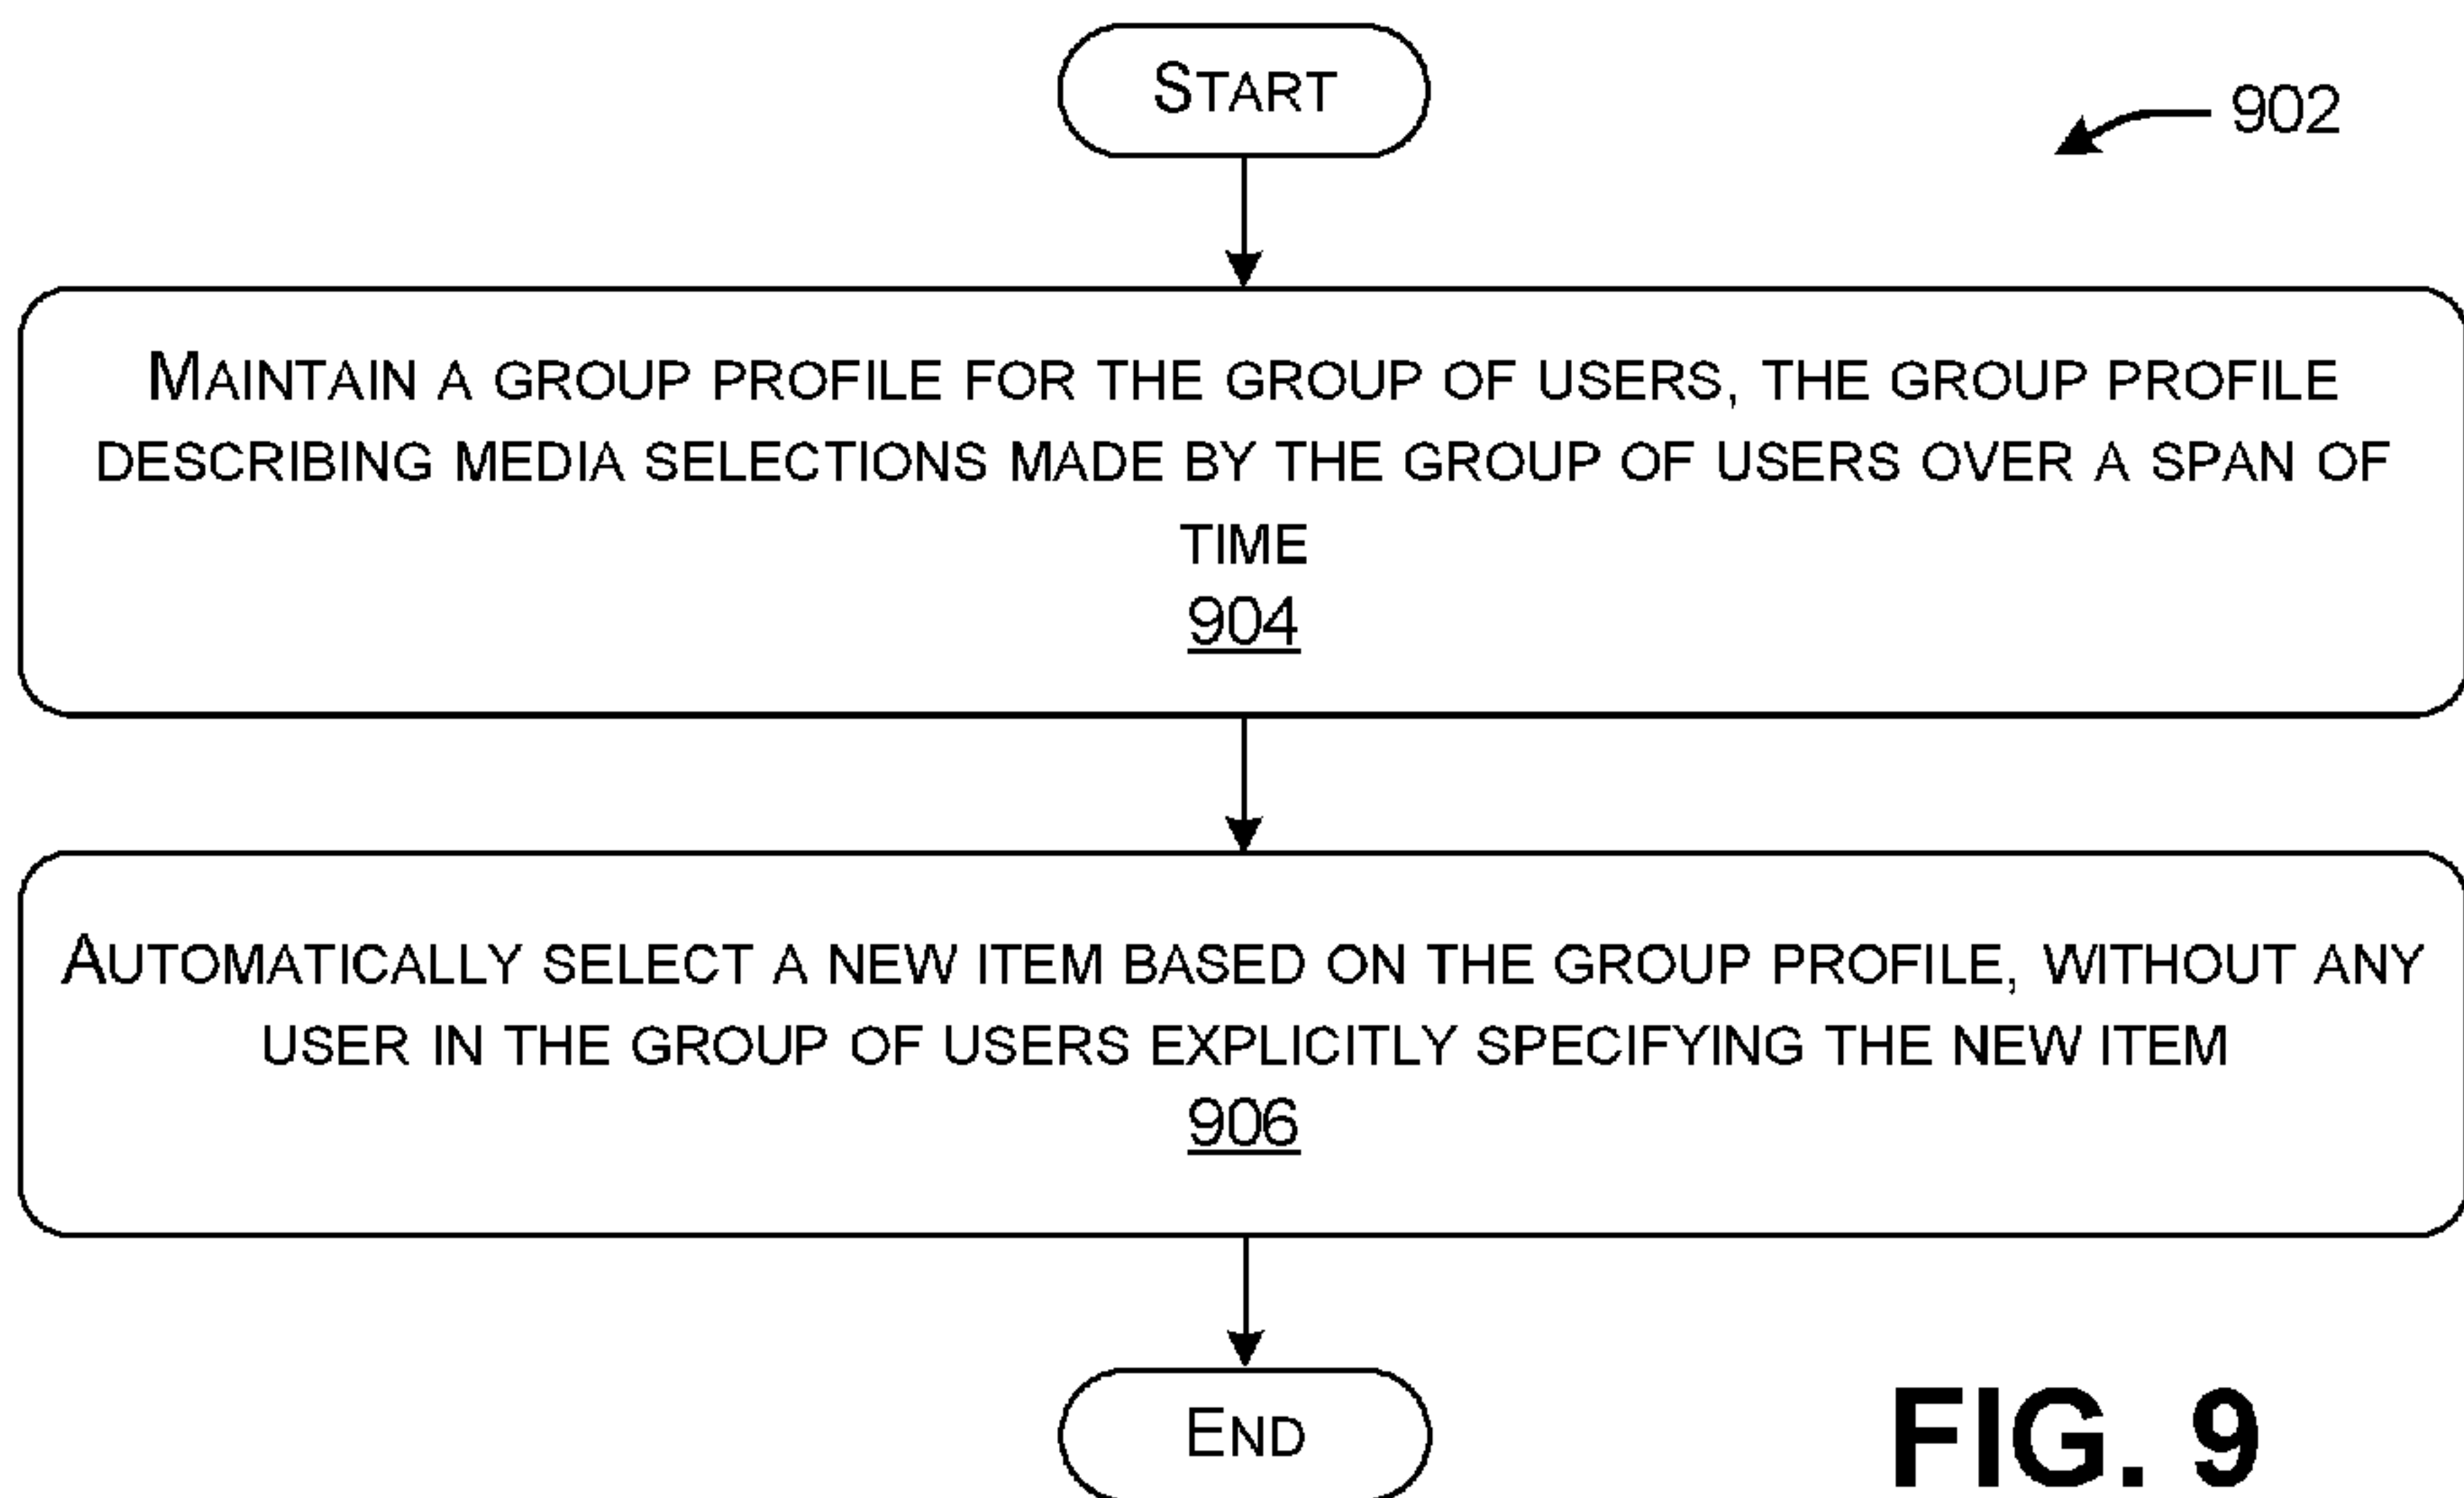 START
902
MAINTAIN A GROUP PROFILE FOR THE GROUP OF USERS, THE GROUP PROFILE
DESCRIBING MEDIA SELECTIONS MADE BY THE GROUP OF USERS OVER A SPAN OF
TIME
904
AUTOMATICALLY SELECT A NEW ITEM BASED ON THE GROUP PROFILE, WITHOUT ANY
USER IN THE GROUP OF USERS EXPLICITLY SPECIFYING THE NEW ITEM
906
END
FIG. 9